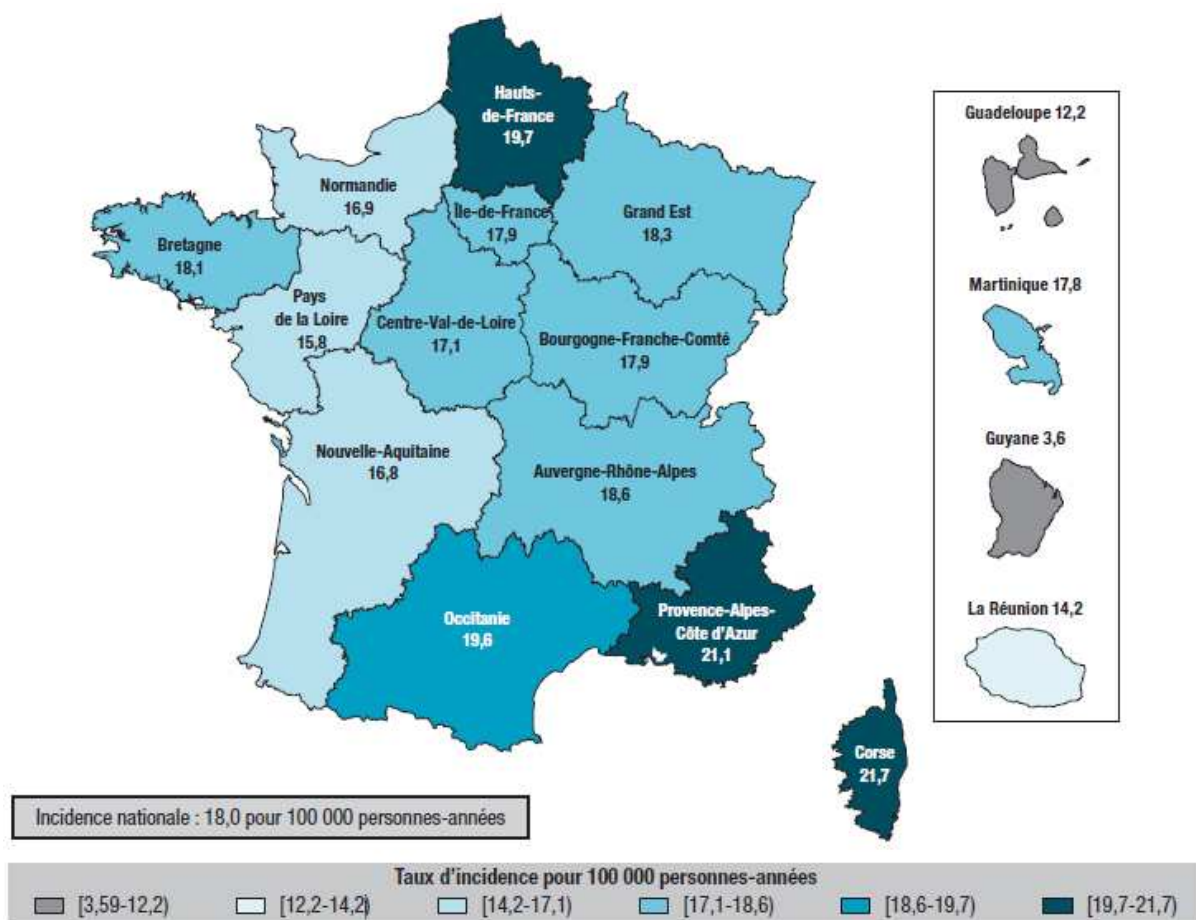 Hauts-
de-France
19,7
Normandie
16,9
Île-de-France
17,9
Grand Est
18,3
Bretagne
18,1
Pays
de la Loire
15,8
Centre-Val-de-Loire
17,1
Bourgogne-Franche-Comté
17,9
Nouvelle-Aquitaine
16,8
Auvergne-Rhône-Alpes
18,6
Occitanie
19,6
Provence-Alpes-
Côte d'Azur
21,1
Corse
21,7
Guadeloupe 12,2
Martinique 17,8
Guyane 3,6
La Réunion 14,2
Incidence nationale : 18,0 pour 100 000 personnes-années
Taux d'incidence pour 100 000 personnes-années
[3,59-12,2) [12,2-14,2) [14,2-17,1) [17,1-18,6) [18,6-19,7) [19,7-21,7]